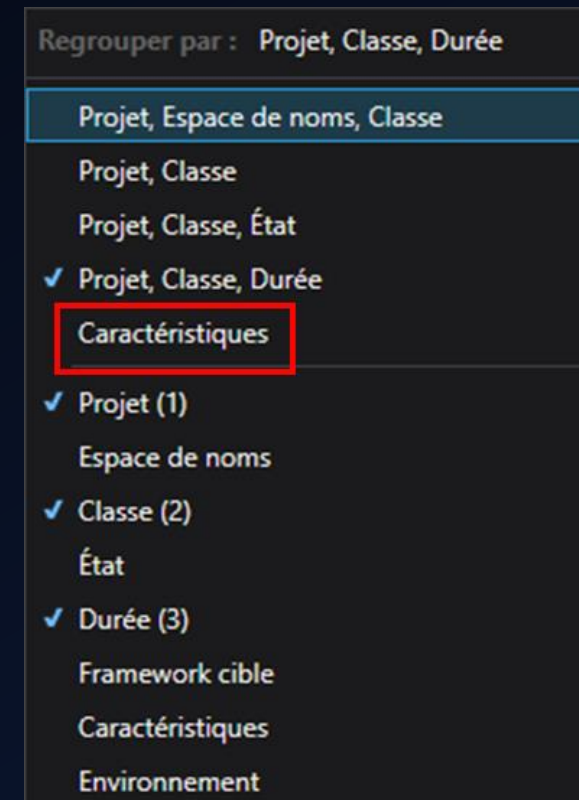 Regrouper par : Projet, Classe, Durée
Projet, Espace de noms, Classe
Projet, Classe
Projet, Classe, État
Projet, Classe, Durée
Caractéristiques
Projet (1)
Espace de noms
Classe (2)
État
Durée (3)
Framework cible
Caractéristiques
Environnement